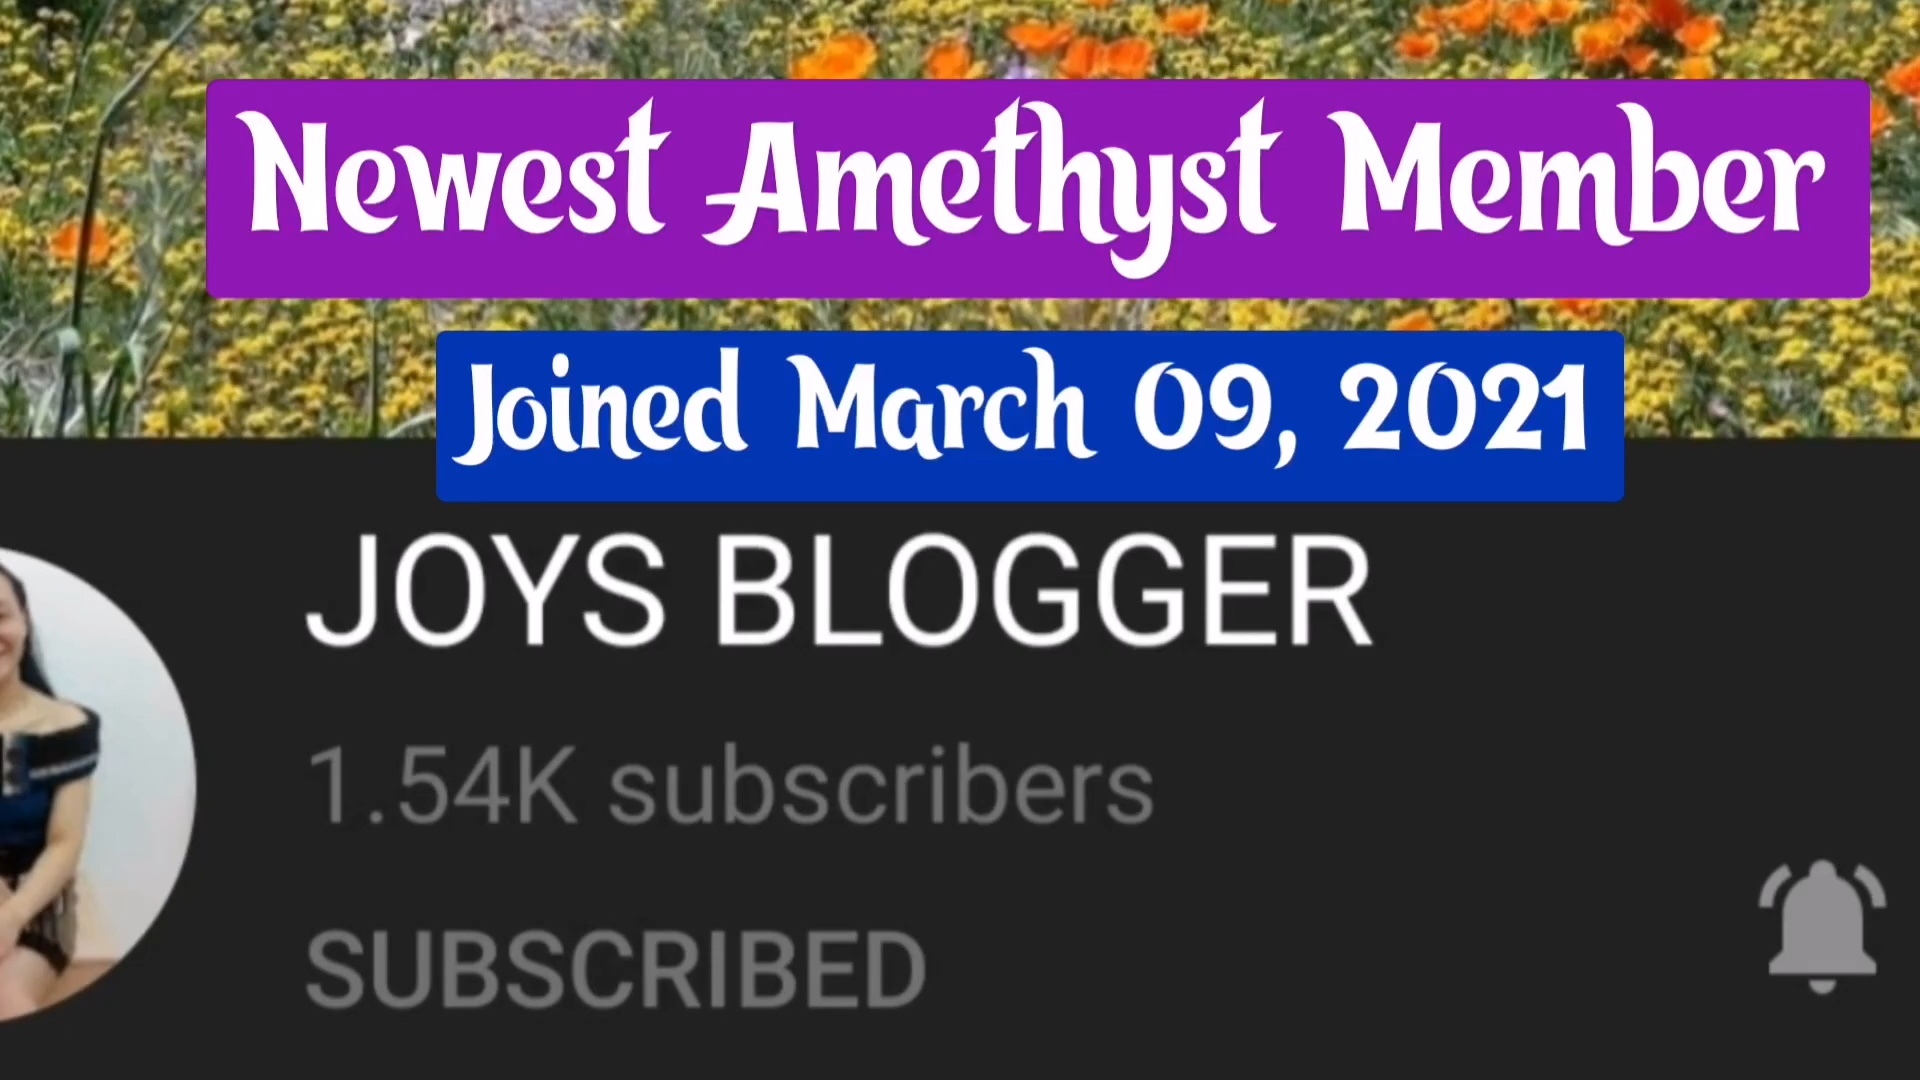 Newest Amethyst Member
Joined March 09, 2021
JOYS BLOGGER
1.54K subscribers
SUBSCRIBED